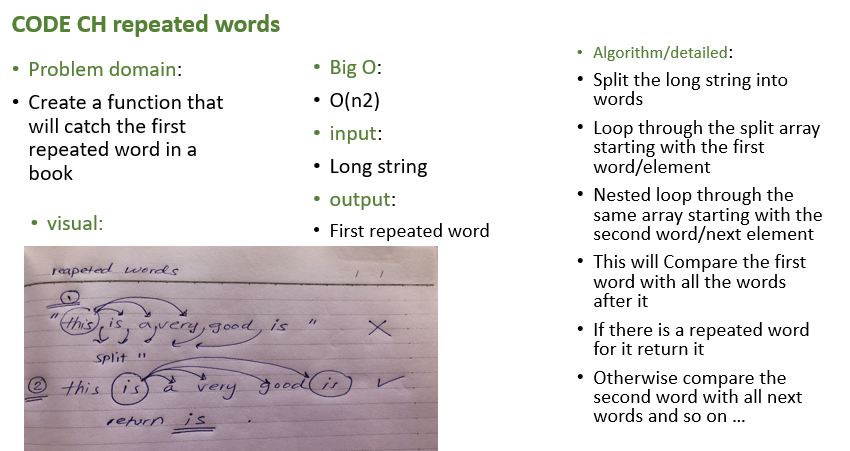 CODE CH repeated words
• Problem domain:
• Create a function that
will catch the first
repeated word in a
book
• visual:
reapeted words
1
"this, is, a, very, good, is "
split "
2 this is a very good is
return is
• Big O:
• O(n2)
• input:
• Long string
• output:
• First repeated word
• Algorithm/detailed:
• Split the long string into
words
• Loop through the split array
starting with the first
word/element
• Nested loop through the
same array starting with the
second word/next element
• This will Compare the first
word with all the words
after it
• If there is a repeated word
for it return it
• Otherwise compare the
second word with all next
words and so on ...